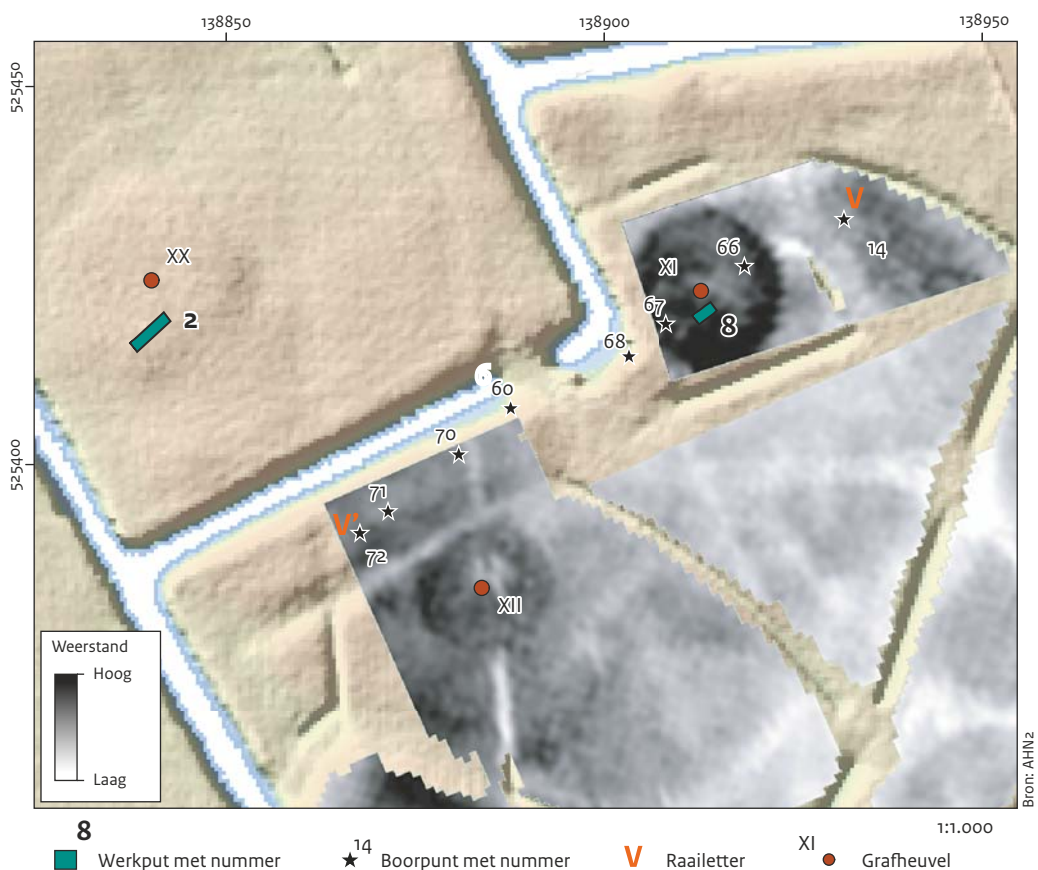 138850
138900
138950
525450
525400
XX
2
V
14
66
XI
67
8
68
60
70
71
V'
72
XII
Weerstand
Hoog
Laag
Bron: AHN2
1:1.000
8
Werkput met nummer
14
Boorpunt met nummer
V
Raailetter
XI
Grafheuvel